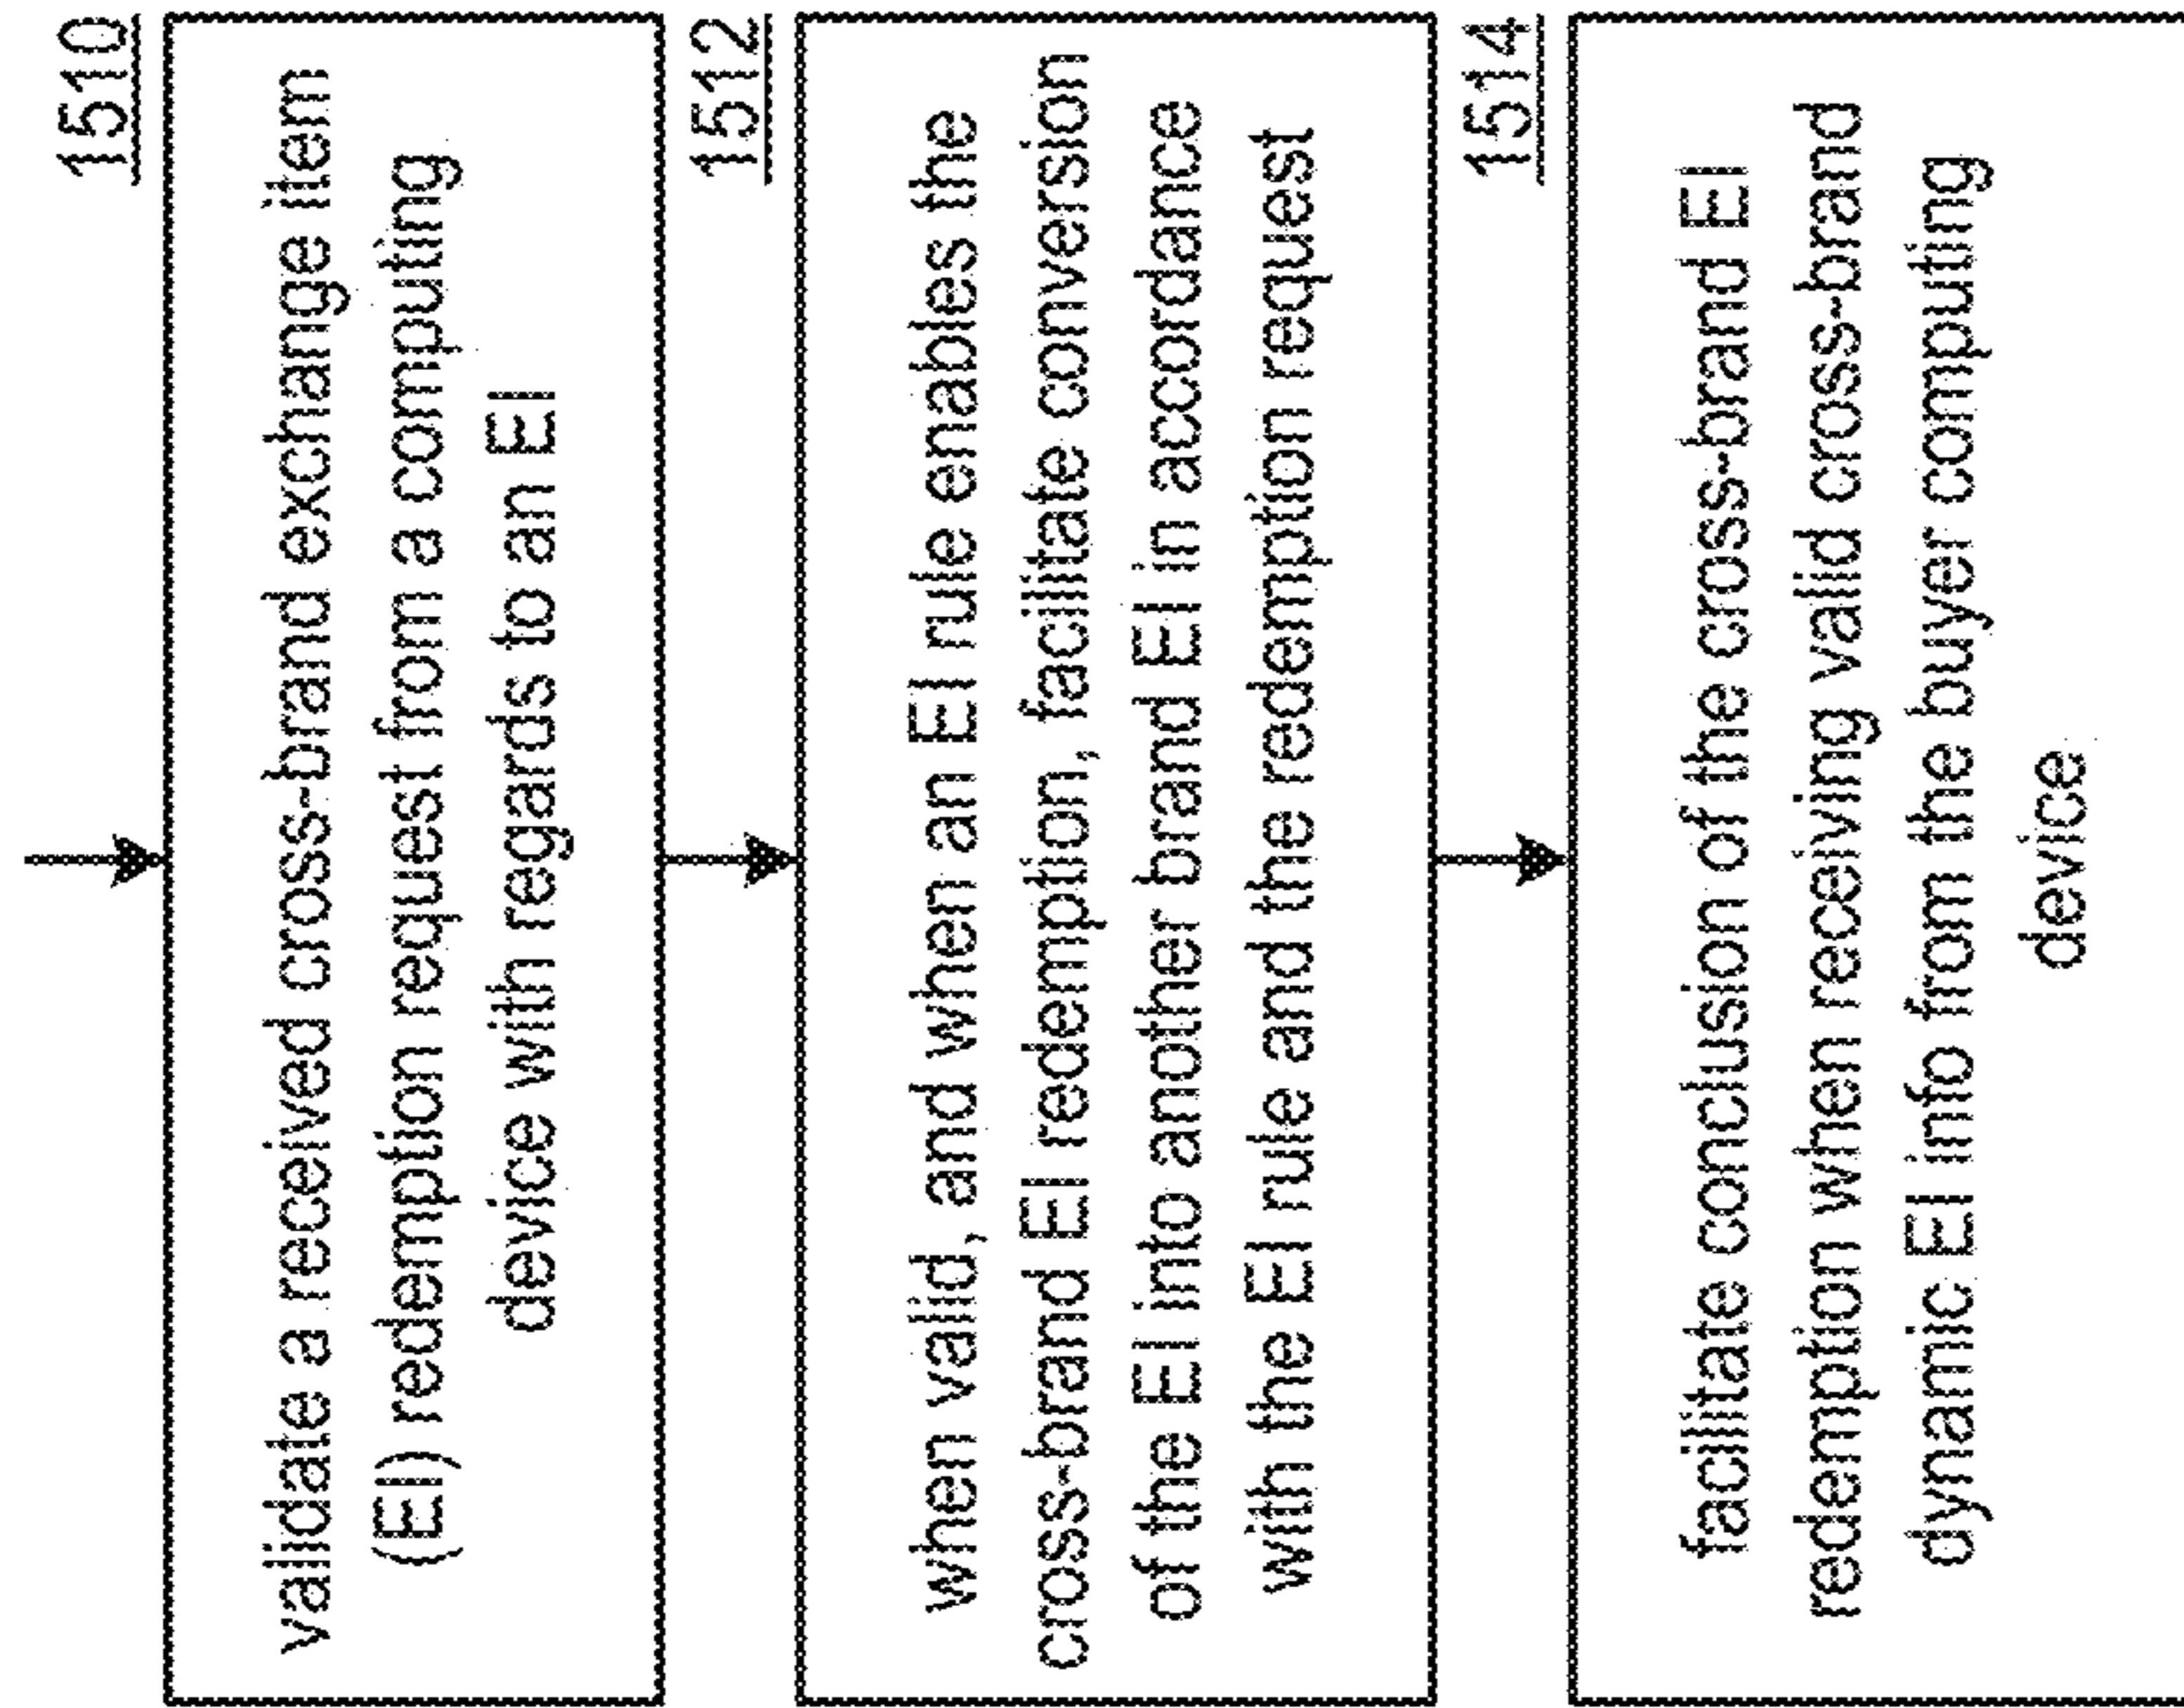 1510
validate a received cross-brand exchange item
(EI) redemption request from a computing
device with regards to an EI
1512
when valid, and when an EI rule enables the
cross-brand EI redemption, facilitate conversion
of the EI into another brand EI in accordance
with the EI rule and the redemption request
1514
facilitate conclusion of the cross-brand EI
redemption when receiving valid cross-brand
dynamic EI info from the buyer computing
device